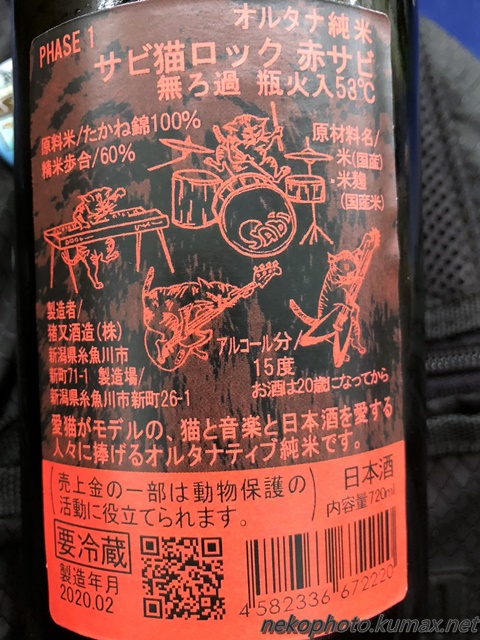 PHASE 1
オルタナ純米
サビ猫ロック 赤サビ
無ろ過 瓶火入53℃
原料米/たかね錦100%
精米歩合/60%
原材料名/
・米(国産)
・米麹
(国産米)
SABI
製造者/
猪又酒造(株)
新潟県糸魚川市
新町71-1 製造場/
新潟県糸魚川市新町26-1
アルコール分/
15度
お酒は20歳になってから
愛猫がモデルの、猫と音楽と日本酒を愛する
人々に捧げるオルタナティブ純米です。
(売上金の一部は動物保護の
活動に役立てられます。)
日本酒
内容量720ml
要冷蔵
製造年月
2020.02
4 582336 672220
nekophoto.kumax.net